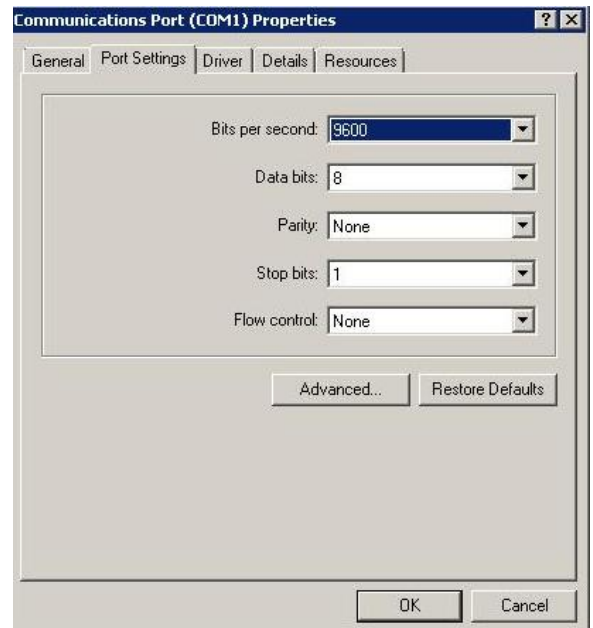 Communications Port (COM1) Properties
General Port Settings Driver Details Resources
Bits per second: 9600
Data bits: 8
Parity: None
Stop bits: 1
Flow control: None
Advanced... Restore Defaults
OK Cancel